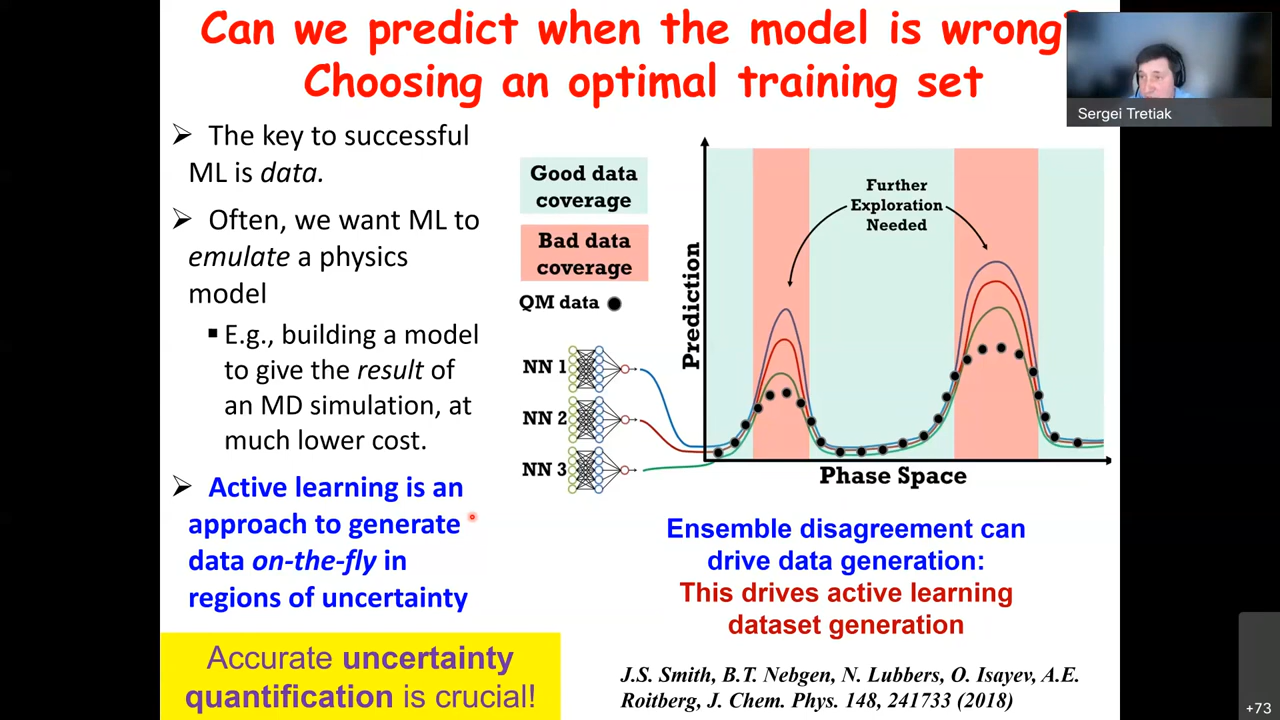 Can we predict when the model is wrong?
Choosing an optimal training set
Sergei Tretiak
➢ The key to successful
ML is data.
➢ Often, we want ML to
emulate a physics
model
▪ E.g., building a model
to give the result of
an MD simulation, at
much lower cost.
➢ Active learning is an
approach to generate
data on-the-fly in
regions of uncertainty
Accurate uncertainty
quantification is crucial!
Good data
coverage
Bad data
coverage
QM data
NN 1
NN 2
NN 3
Prediction
Further
Exploration
Needed
Phase Space
Ensemble disagreement can
drive data generation:
This drives active learning
dataset generation
J.S. Smith, B.T. Nebgen, N. Lubbers, O. Isayev, A.E.
Roitberg, J. Chem. Phys. 148, 241733 (2018)
+73